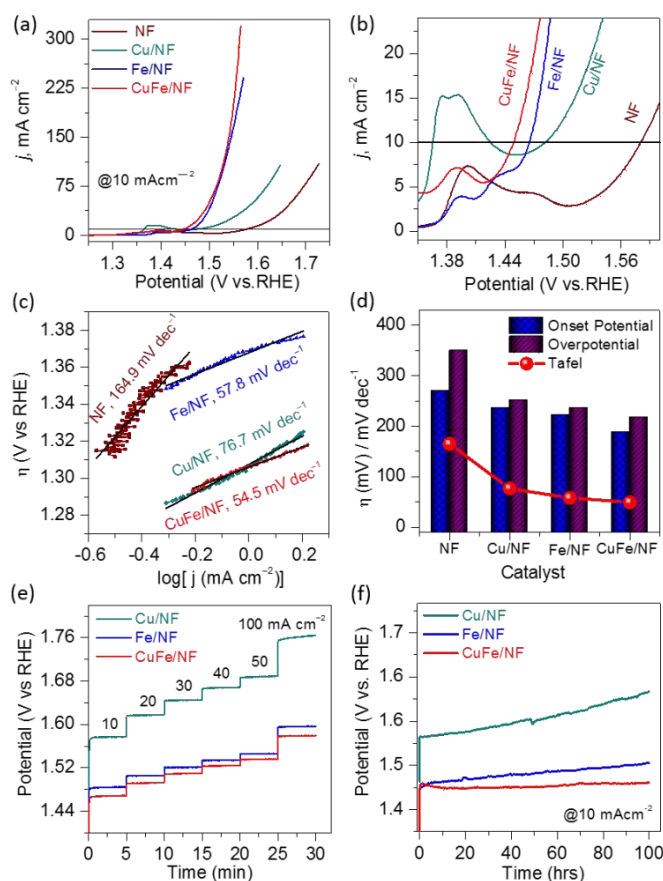 (a)
NF
Cu/NF
Fe/NF
CuFe/NF
@10 mAcm−2
j, mA cm−2
300
225
150
75
0
1.3
1.4
1.5
1.6
1.7
Potential (V vs.RHE)
(b)
CuFe/NF
Fe/NF
Cu/NF
NF
j, mA cm−2
20
15
10
5
0
1.38
1.44
1.50
1.56
Potential (V vs.RHE)
(c)
NF, 164.9 mV dec−1
Fe/NF, 57.8 mV dec−1
Cu/NF, 76.7 mV dec−1
CuFe/NF, 54.5 mV dec−1
η (V vs RHE)
1.38
1.36
1.34
1.32
1.30
1.28
-0.6
-0.4
-0.2
0.0
0.2
log[ j (mA cm−2)]
(d)
Onset Potential
Overpotential
Tafel
η (mV) / mV dec−1
400
300
200
100
0
NF
Cu/NF
Fe/NF
CuFe/NF
Catalyst
(e)
Cu/NF
Fe/NF
CuFe/NF
100 mA cm−2
10
20
30
40
50
Potential (V vs RHE)
1.76
1.68
1.60
1.52
1.44
0
5
10
15
20
25
30
Time (min)
(f)
Cu/NF
Fe/NF
CuFe/NF
@10 mAcm−2
Potential (V vs. RHE)
1.7
1.6
1.6
1.5
1.4
0
20
40
60
80
100
Time (hrs)